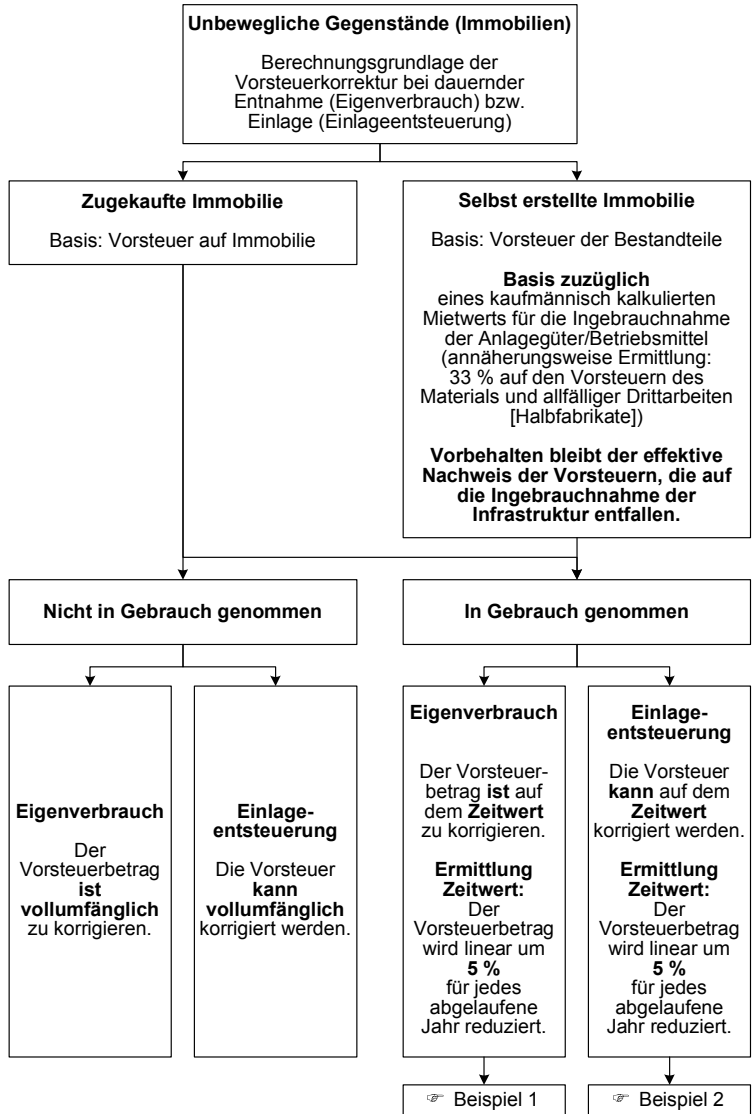 Unbewegliche Gegenstände (Immobilien)
Berechnungsgrundlage der
Vorsteuerkorrektur bei dauernder
Entnahme (Eigenverbrauch) bzw.
Einlage (Einlageentsteuerung)
Zugekaufte Immobilie
Basis: Vorsteuer auf Immobilie
Selbst erstellte Immobilie
Basis: Vorsteuer der Bestandteile
Basis zuzüglich
eines kaufmännisch kalkulierten
Mietwerts für die Ingebrauchnahme
der Anlagegüter/Betriebsmittel
(annäherungsweise Ermittlung:
33 % auf den Vorsteuern des
Materials und allfälliger Drittarbeiten
[Halbfabrikate])
Vorbehalten bleibt der effektive
Nachweis der Vorsteuern, die auf
die Ingebrauchnahme der
Infrastruktur entfallen.
Nicht in Gebrauch genommen
In Gebrauch genommen
Eigenverbrauch
Der
Vorsteuerbetrag
ist
vollumfänglich
zu korrigieren.
Einlage-
entsteuerung
Die Vorsteuer
kann
vollumfänglich
korrigiert werden.
Eigenverbrauch
Der Vorsteuer-
betrag ist auf
dem Zeitwert
zu korrigieren.
Ermittlung
Zeitwert:
Der
Vorsteuerbetrag
wird linear um
5 %
für jedes
abgelaufene
Jahr reduziert.
Einlage-
entsteuerung
Die Vorsteuer
kann auf dem
Zeitwert
korrigiert werden.
Ermittlung
Zeitwert:
Der
Vorsteuerbetrag
wird linear um
5 %
für jedes
abgelaufene
Jahr reduziert.
☞ Beispiel 1
☞ Beispiel 2